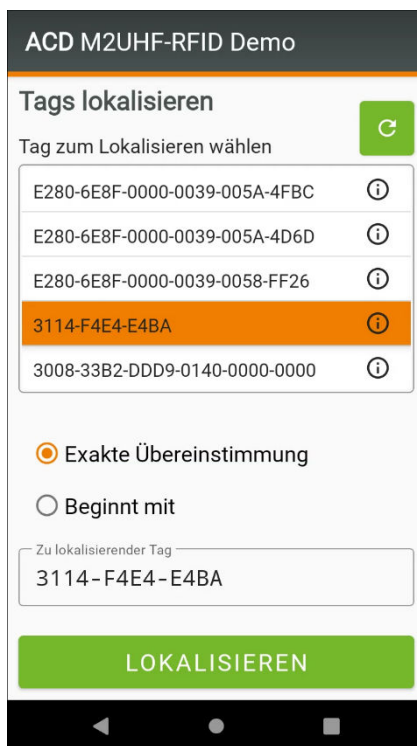 ACD M2UHF-RFID Demo
Tags lokalisieren
Tag zum Lokalisieren wählen
E280-6E8F-0000-0039-005A-4FBC
E280-6E8F-0000-0039-005A-4D6D
E280-6E8F-0000-0039-0058-FF26
3114-F4E4-E4BA
3008-33B2-DDD9-0140-0000-0000
Exakte Übereinstimmung
Beginnt mit
Zu lokalisierender Tag
3114-F4E4-E4BA
LOKALISIEREN